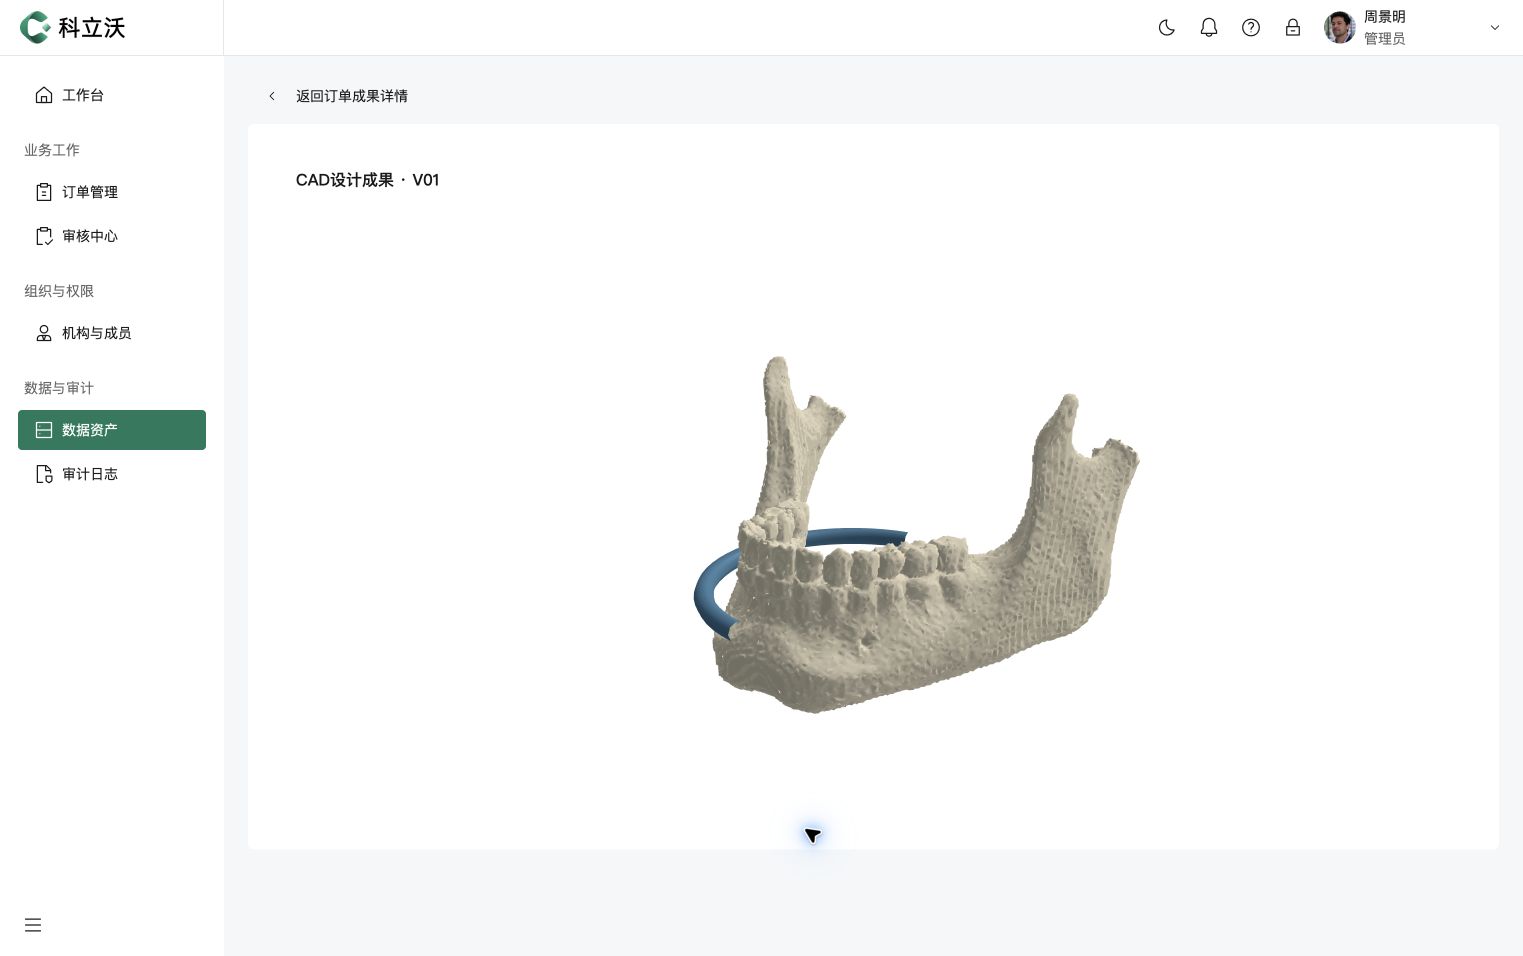 科立沃
周景明
管理员
工作台
业务工作
订单管理
审核中心
组织与权限
机构与成员
数据与审计
数据资产
审计日志
返回订单成果详情
CAD设计成果 · V01